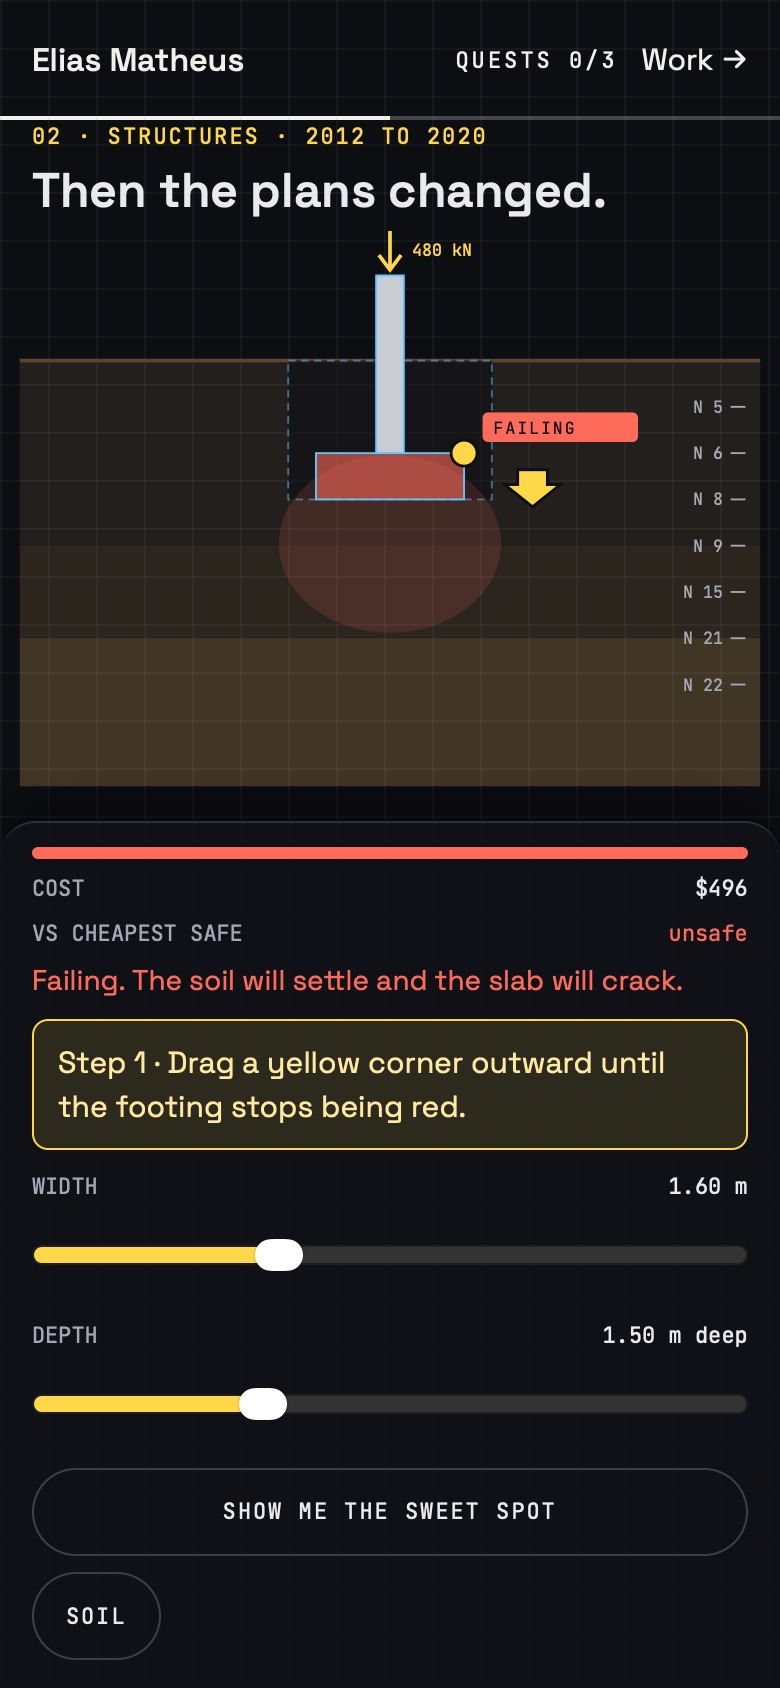 Elias Matheus
QUESTS 0/3
Work →
02 · STRUCTURES · 2012 TO 2020
Then the plans changed.
480 kN
FAILING
N 5
N 6
N 8
N 9
N 15
N 21
N 22
COST $496
VS CHEAPEST SAFE unsafe
Failing. The soil will settle and the slab will crack.
Step 1 · Drag a yellow corner outward until
the footing stops being red.
WIDTH 1.60 m
DEPTH 1.50 m deep
SHOW ME THE SWEET SPOT
SOIL